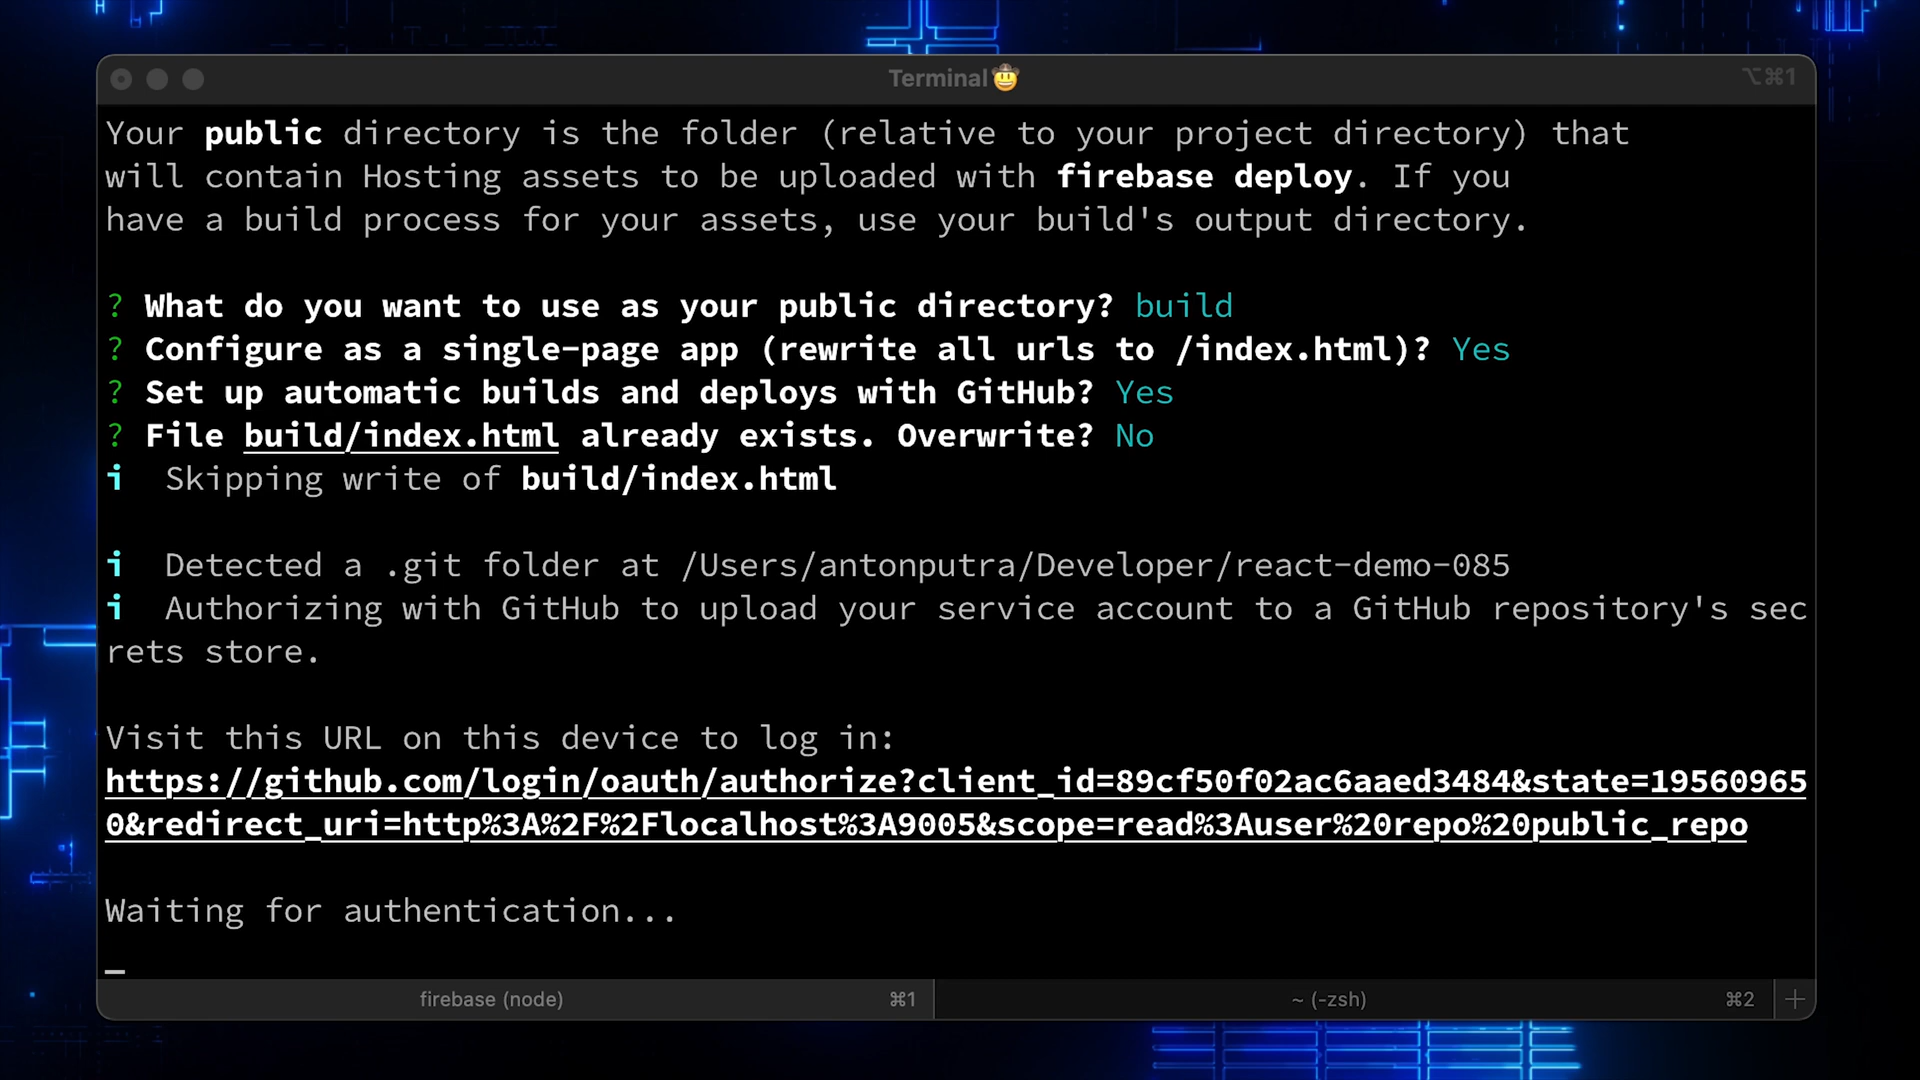 Terminal🤠
⌥⌘1
Your public directory is the folder (relative to your project directory) that
will contain Hosting assets to be uploaded with firebase deploy. If you
have a build process for your assets, use your build's output directory.
? What do you want to use as your public directory? build
? Configure as a single-page app (rewrite all urls to /index.html)? Yes
? Set up automatic builds and deploys with GitHub? Yes
? File build/index.html already exists. Overwrite? No
i  Skipping write of build/index.html
i  Detected a .git folder at /Users/antonputra/Developer/react-demo-085
i  Authorizing with GitHub to upload your service account to a GitHub repository's sec
rets store.
Visit this URL on this device to log in:
https://github.com/login/oauth/authorize?client_id=89cf50f02ac6aaed3484&state=19560965
0&redirect_uri=http%3A%2F%2Flocalhost%3A9005&scope=read%3Auser%20repo%20public_repo
Waiting for authentication...
firebase (node) ⌘1
~ (-zsh) ⌘2